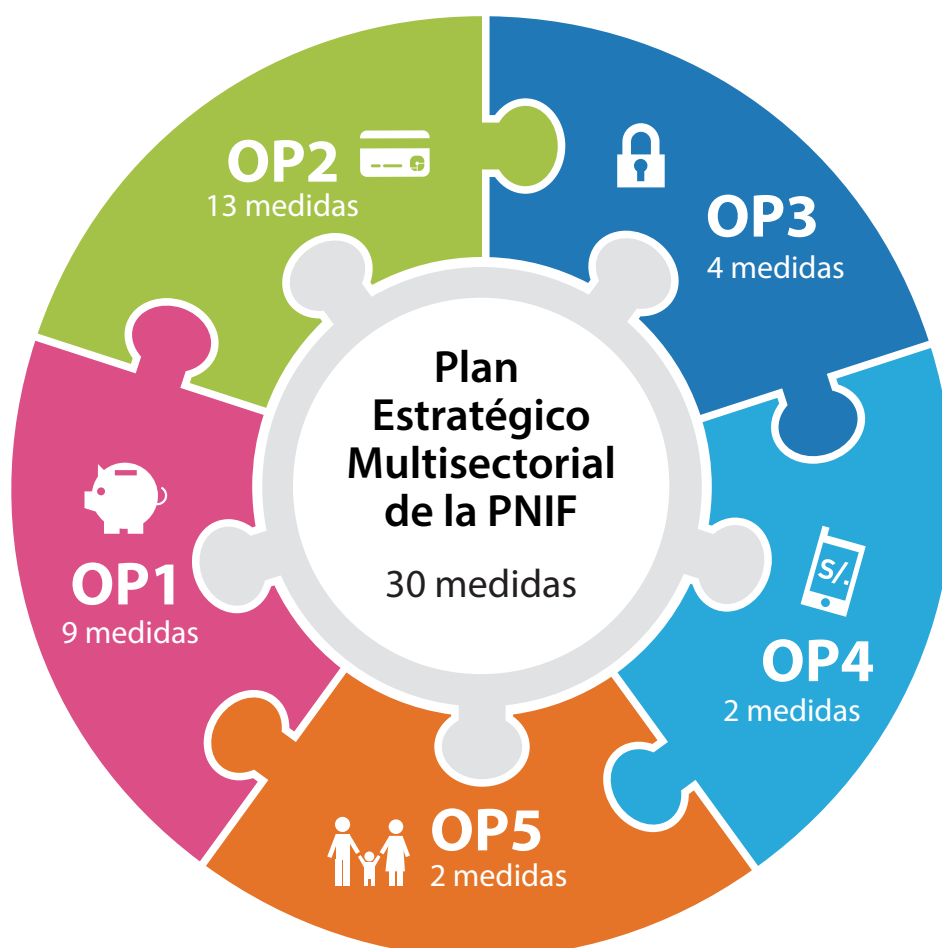 OP2
13 medidas
OP3
4 medidas
Plan
Estratégico
Multisectorial
de la PNIF
30 medidas
OP1
9 medidas
S/.
OP4
2 medidas
OP5
2 medidas